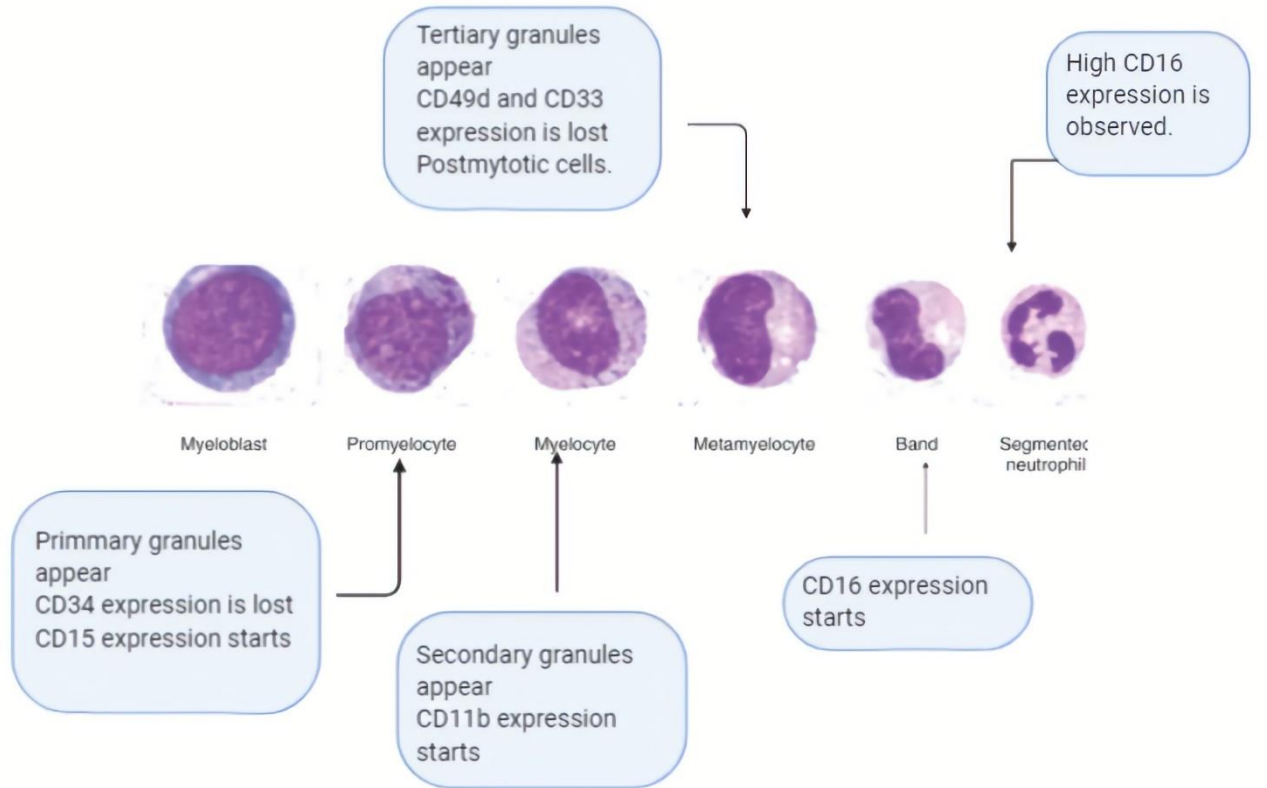 Tertiary granules
appear
CD49d and CD33
expression is lost
Postmytotic cells.
High CD16
expression is
observed.
Myeloblast
Promyelocyte
Myelocyte
Metamyelocyte
Band
Segmentec
neutrophil
Primmary granules
appear
CD34 expression is lost
CD15 expression starts
Secondary granules
appear
CD11b expression
starts
CD16 expression
starts